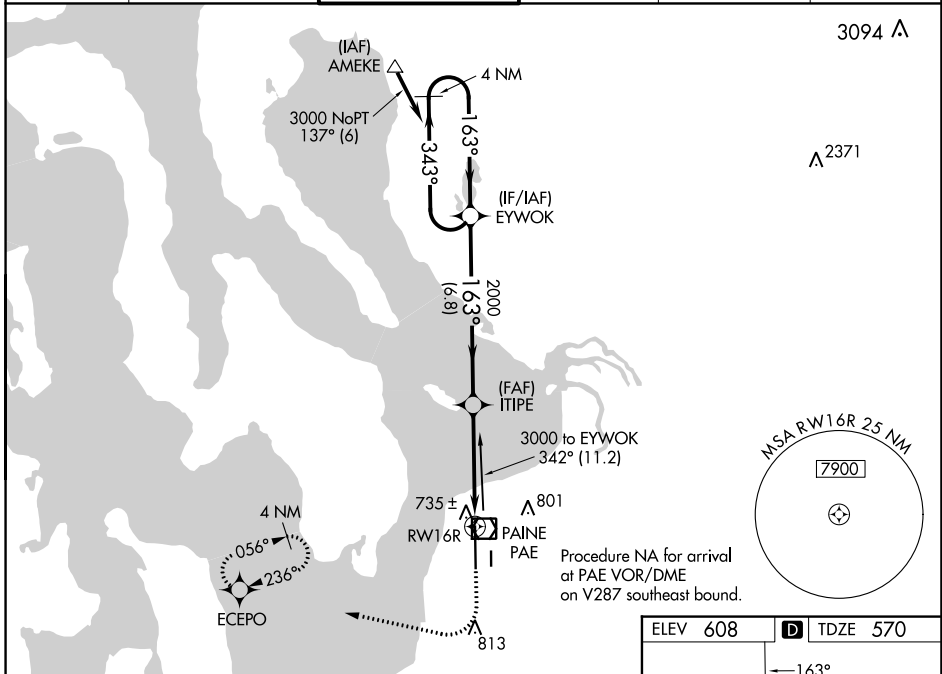 3094
(IAF)
AMEKE
4 NM
3000 NoPT
137° (6)
163°
343°
2371
(IF/IAF)
EYWOK
2000
163°
(6.8)
(FAF)
ITIPE
3000 to EYWOK
342° (11.2)
MSA RW16R 25 NM
7900
735 ±
801
RW16R
PAINE
PAE
4 NM
056°
236°
ECEPO
Procedure NA for arrival
at PAE VOR/DME
on V287 southeast bound.
813
ELEV 608 D TDZE 570
163°